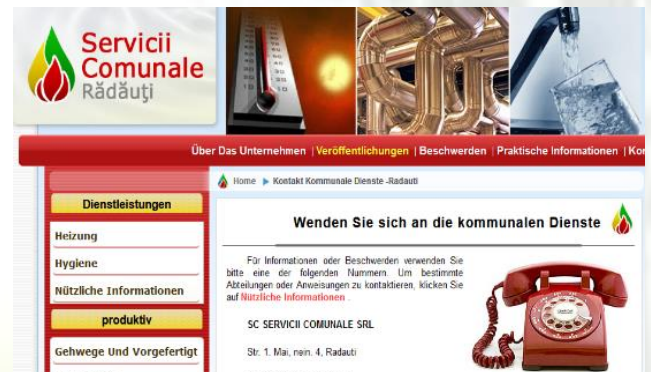 Servicii
Comunale
Rădăuţi
Über Das Unternehmen | Veröffentlichungen | Beschwerden | Praktische Informationen | Kon
Home Kontakt Kommunale Dienste -Radauti
Dienstleistungen
Heizung
Hygiene
Nützliche Informationen
produktiv
Gehwege Und Vorgefertigt
Wenden Sie sich an die kommunalen Dienste
Für Informationen oder Beschwerden verwenden Sie
bitte eine der folgenden Nummern. Um bestimmte
Abteilungen oder Anweisungen zu kontaktieren, klicken Sie
auf Nützliche Informationen .
SC SERVICII COMUNALE SRL
Str. 1. Mai, nein. 4, Radauti